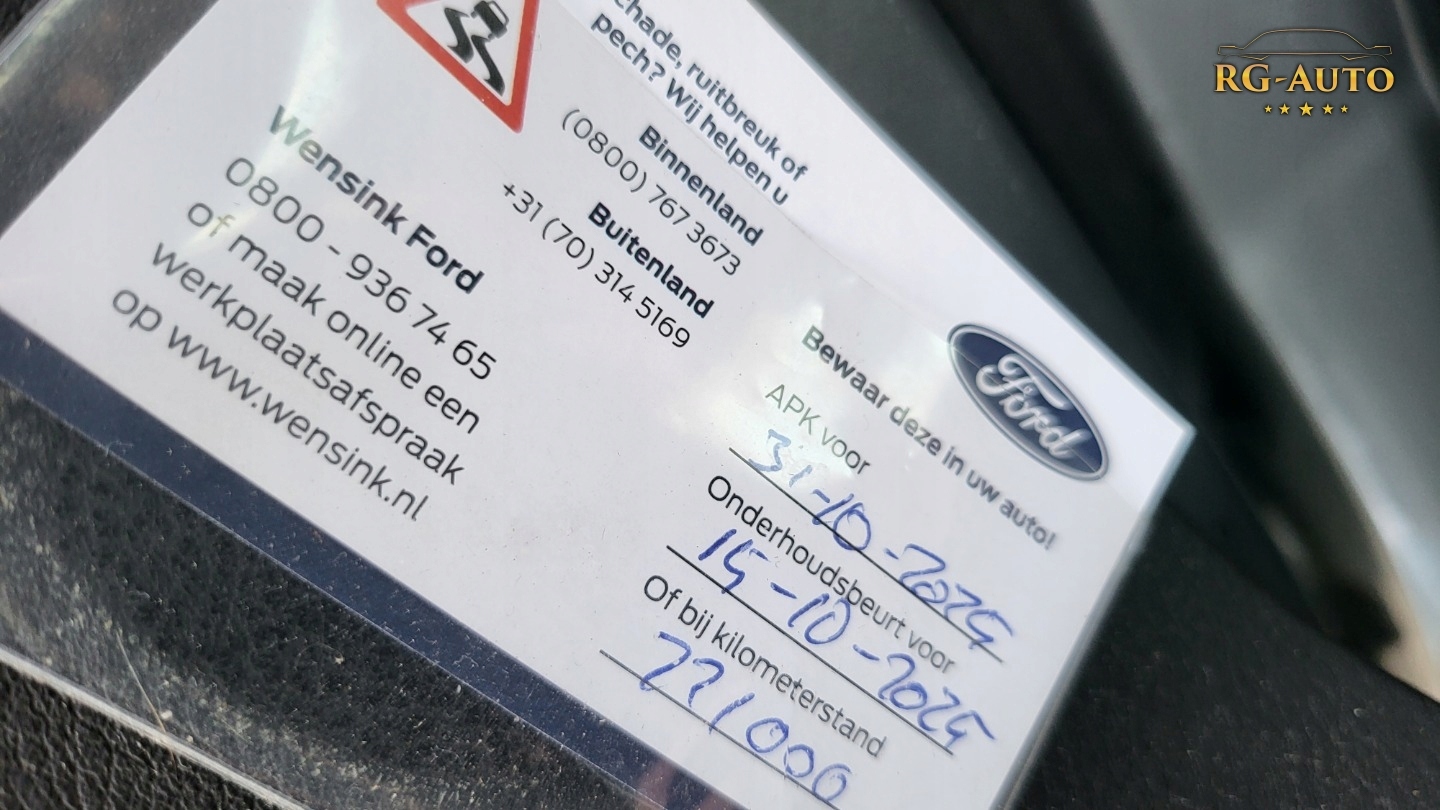 RG-AUTO
chade, ruitbreuk of
pech? Wij helpen u
Binnenland
(0800) 767 3673
Buitenland
+31 (70) 314 5169
Wensink Ford
0800 - 936 74 65
of maak online een
werkplaatsafspraak
op www.wensink.nl
Ford
Bewaar deze in uw auto!
APK voor
31-10-2025
Onderhoudsbeurt voor
15-10-2025
Of bij kilometerstand